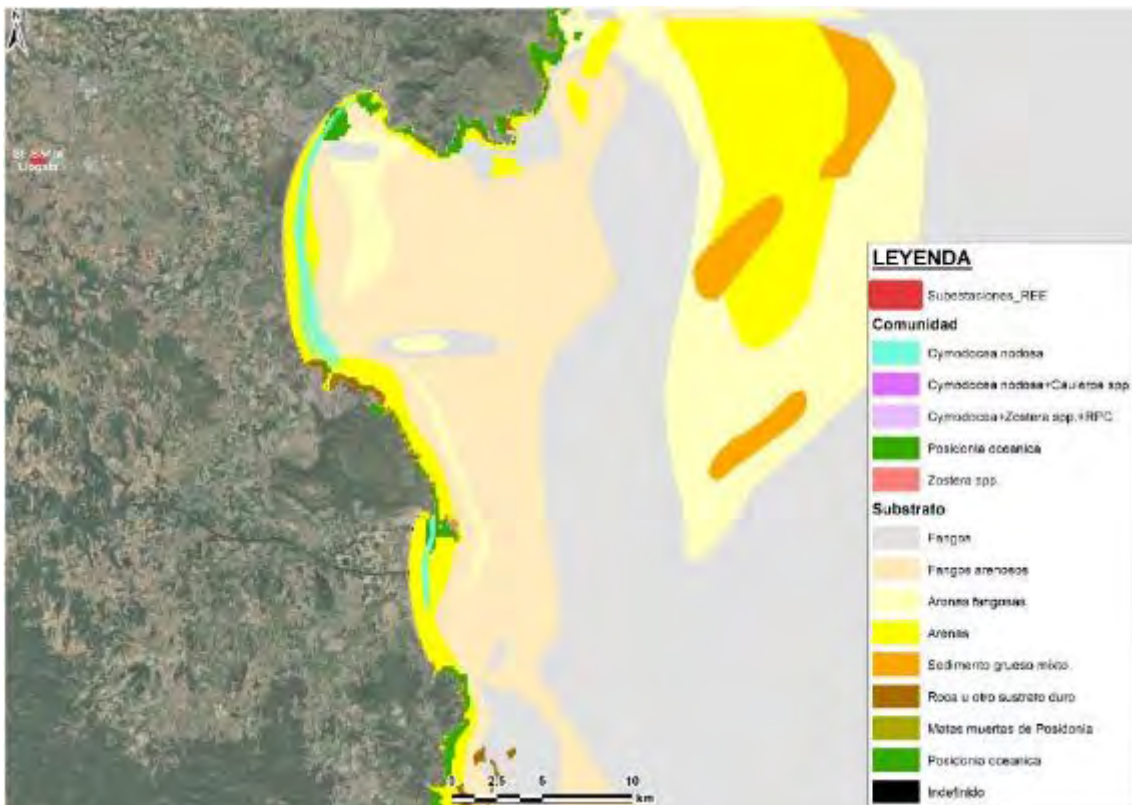 N
LEYENDA
Subestaciones_REE
Comunidad
Cymodocea nodosa
Cymodocea nodosa+Caulerpa spp.
Cymodocea+Zostera spp.+RPC
Posidonia oceanica
Zostera spp.
Substrato
Fangos
Fangos arenosos
Arenas fangosas
Arenas
Sedimento grueso mixto
Roca u otro sustrato duro
Matas muertas de Posidonia
Posidonia oceanica
Indefinido
0 2.5 5 10
km